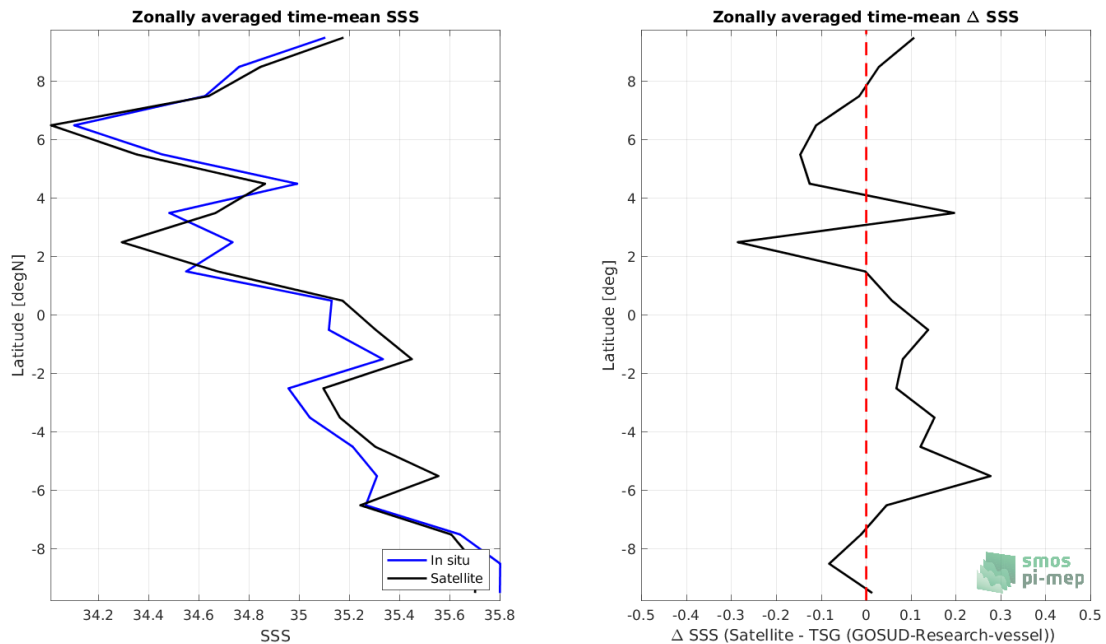 Zonally averaged time-mean SSS
8
6
4
2
0
-2
-4
-6
-8
Latitude [degN]
34.2 34.4 34.6 34.8 35 35.2 35.4 35.6 35.8
SSS
In situ
Satellite
Zonally averaged time-mean Δ SSS
8
6
4
2
0
-2
-4
-6
-8
Latitude [deg]
-0.5 -0.4 -0.3 -0.2 -0.1 0 0.1 0.2 0.3 0.4 0.5
Δ SSS (Satellite - TSG (GOSUD-Research-vessel))
smos
pi-mep